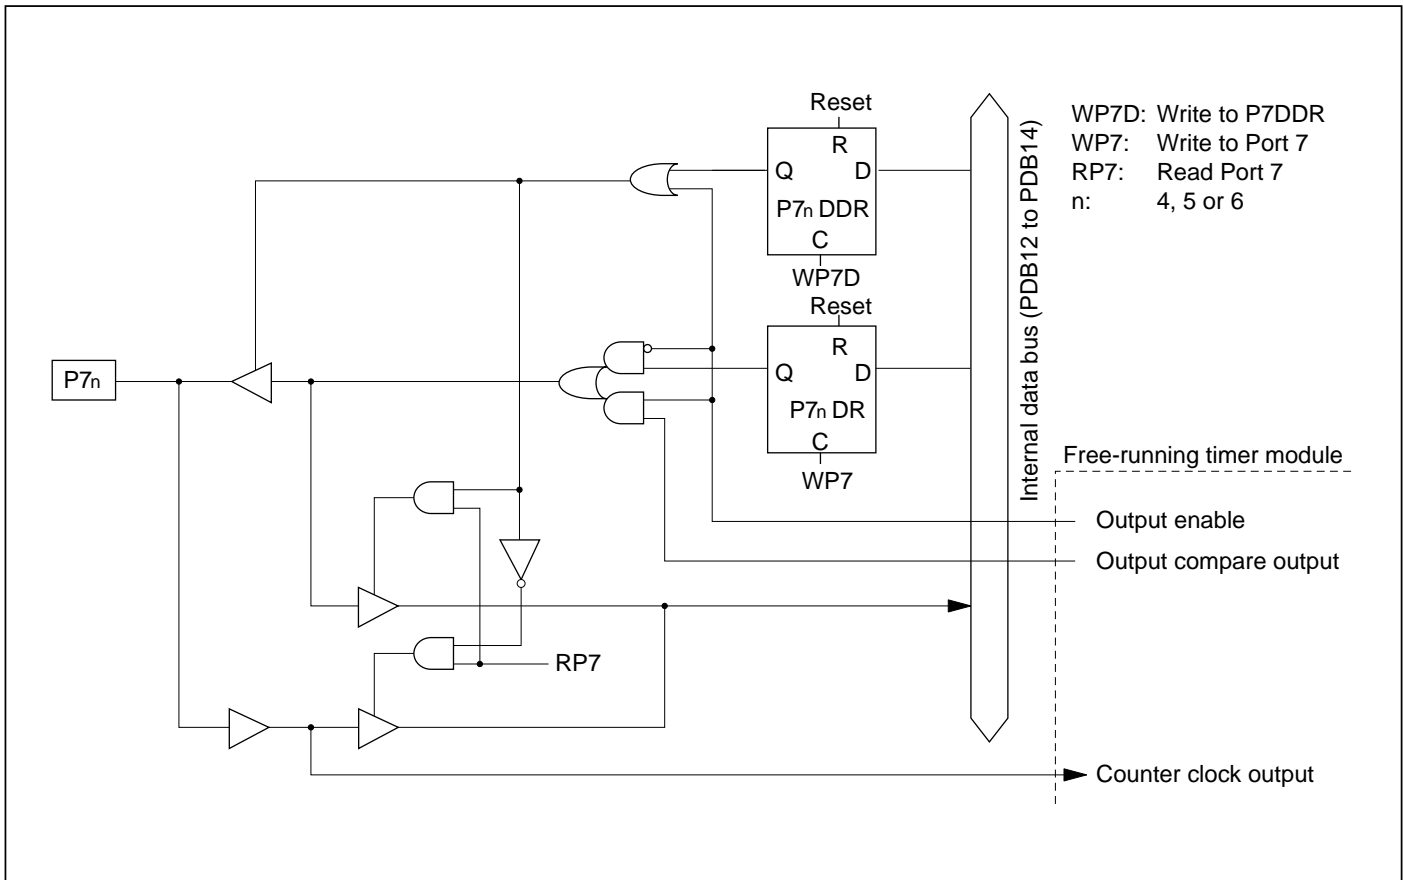 Reset
R
Q
D
P7n DDR
C
WP7D
Reset
R
Q
D
P7n DR
C
WP7
P7n
RP7
Internal data bus (PDB12 to PDB14)
WP7D: Write to P7DDR
WP7: Write to Port 7
RP7: Read Port 7
n: 4, 5 or 6
Free-running timer module
Output enable
Output compare output
Counter clock output